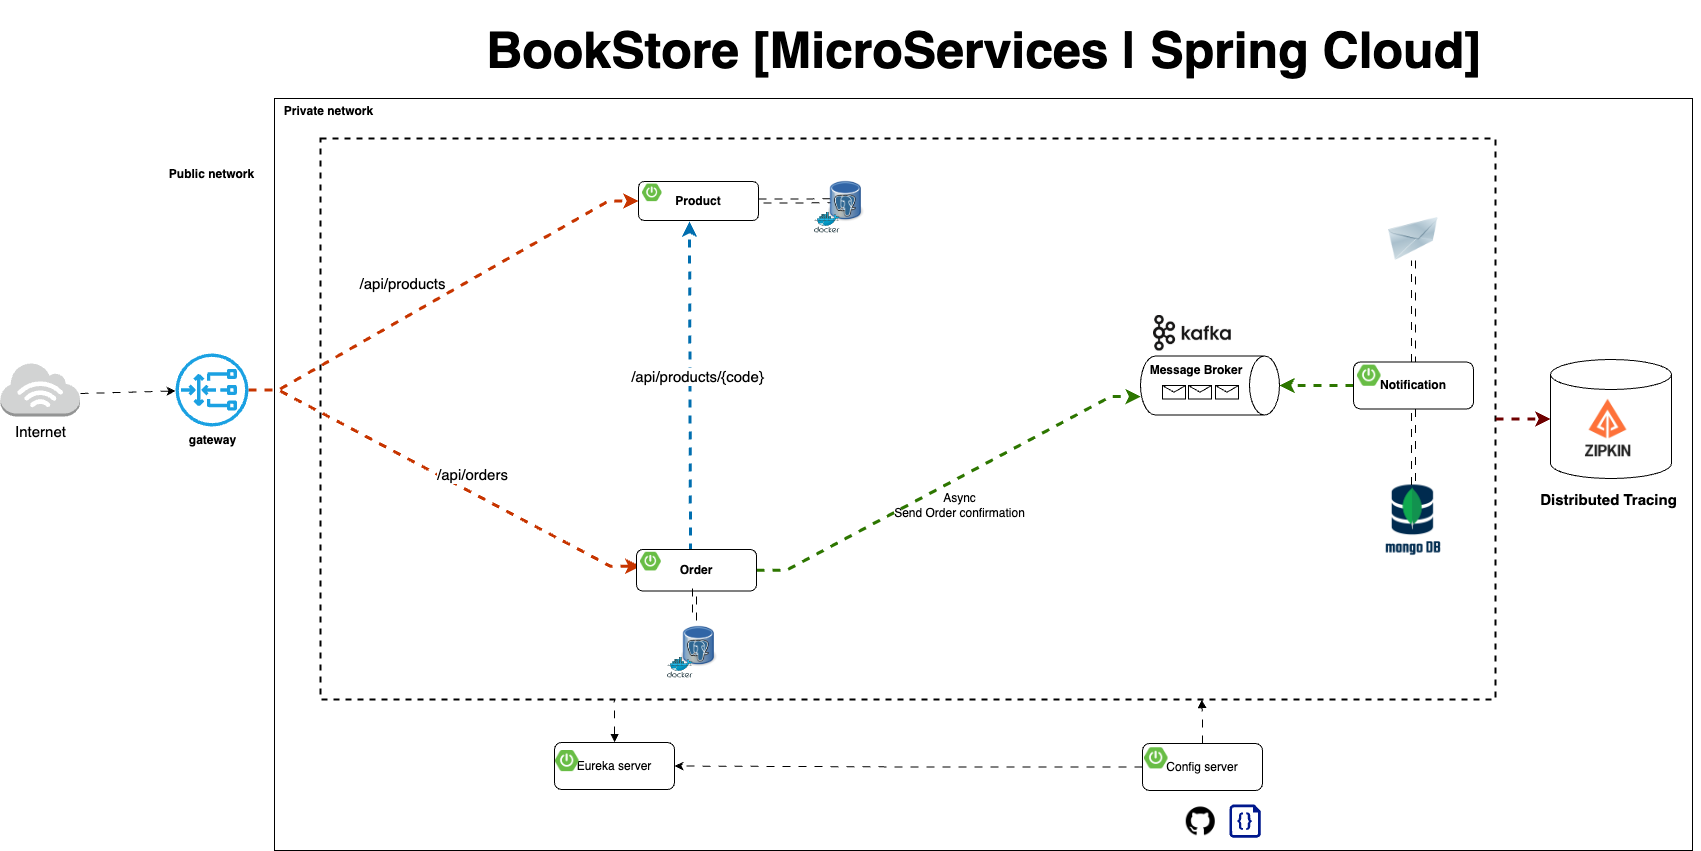 BookStore [MicroServices | Spring Cloud]
Private network
Public network
Product
docker
/api/products
kafka
Message Broker
Notification
/api/products/{code}
Internet
gateway
/api/orders
ZIPKIN
Distributed Tracing
Async
Send Order confirmation
mongo DB
Order
docker
Eureka server
Config server
{}